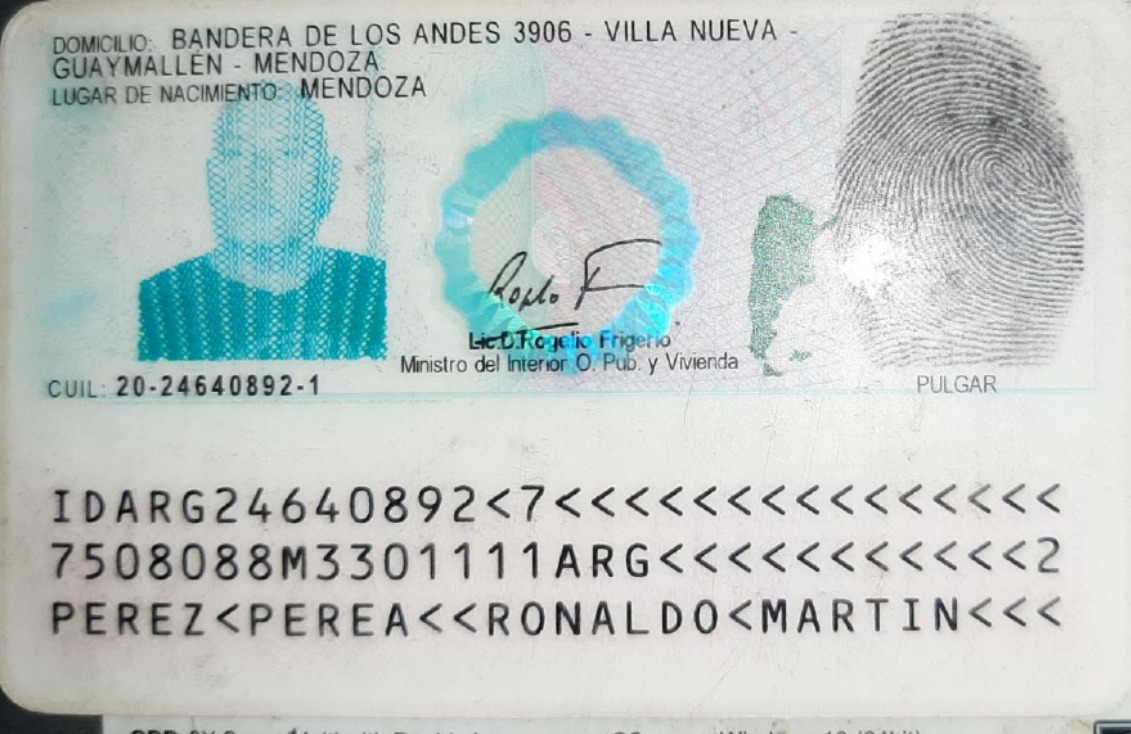 DOMICILIO: BANDERA DE LOS ANDES 3906 - VILLA NUEVA -
GUAYMALLÉN - MENDOZA
LUGAR DE NACIMIENTO: MENDOZA
Lic.D.Rogelio Frigerio
Ministro del Interior O. Pub. y Vivienda
CUIL: 20-24640892-1
PULGAR
IDARG24640892<7<<<<<<<<<<<<<<<
7508088M3301111ARG<<<<<<<<<<<2
PEREZ<PEREA<<RONALDO<MARTIN<<<